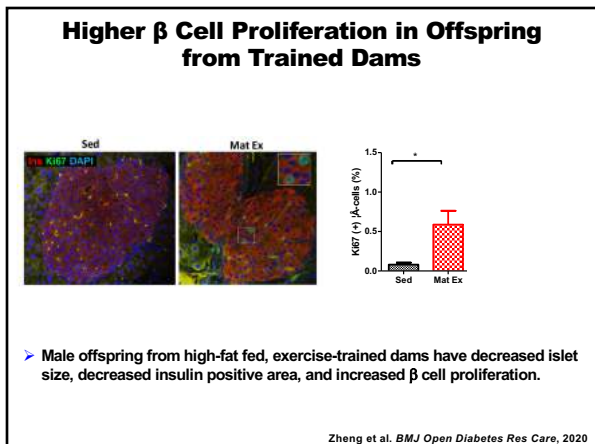 Higher β Cell Proliferation in Offspring
from Trained Dams
Sed
Mat Ex
Ins Ki67 DAPI
1.5
1.0
0.5
0.0
*
Ki67 (+) ¦Â-cells (%)
Sed
Mat Ex
➢ Male offspring from high-fat fed, exercise-trained dams have decreased islet
size, decreased insulin positive area, and increased β cell proliferation.
Zheng et al. BMJ Open Diabetes Res Care, 2020